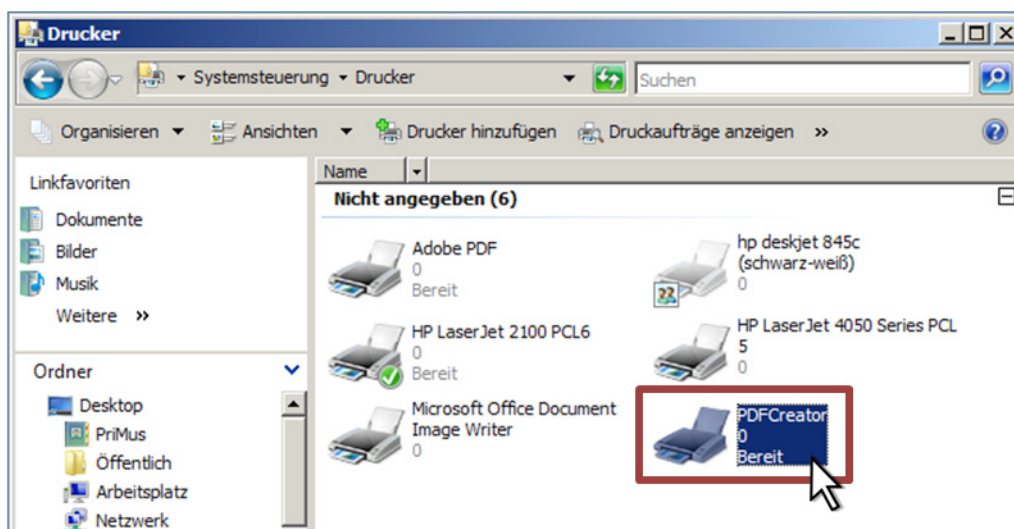 Drucker
Systemsteuerung Drucker
Suchen
Organisieren Ansichten Drucker hinzufügen Druckaufträge anzeigen »
Linkfavoriten
Dokumente
Bilder
Musik
Weitere »
Ordner
Desktop
PriMus
Öffentlich
Arbeitsplatz
Netzwerk
Name
Nicht angegeben (6)
Adobe PDF
0
Bereit
hp deskjet 845c
(schwarz-weiß)
0
HP LaserJet 2100 PCL6
0
Bereit
HP LaserJet 4050 Series PCL
5
0
Microsoft Office Document
Image Writer
0
PDFCreator
0
Bereit